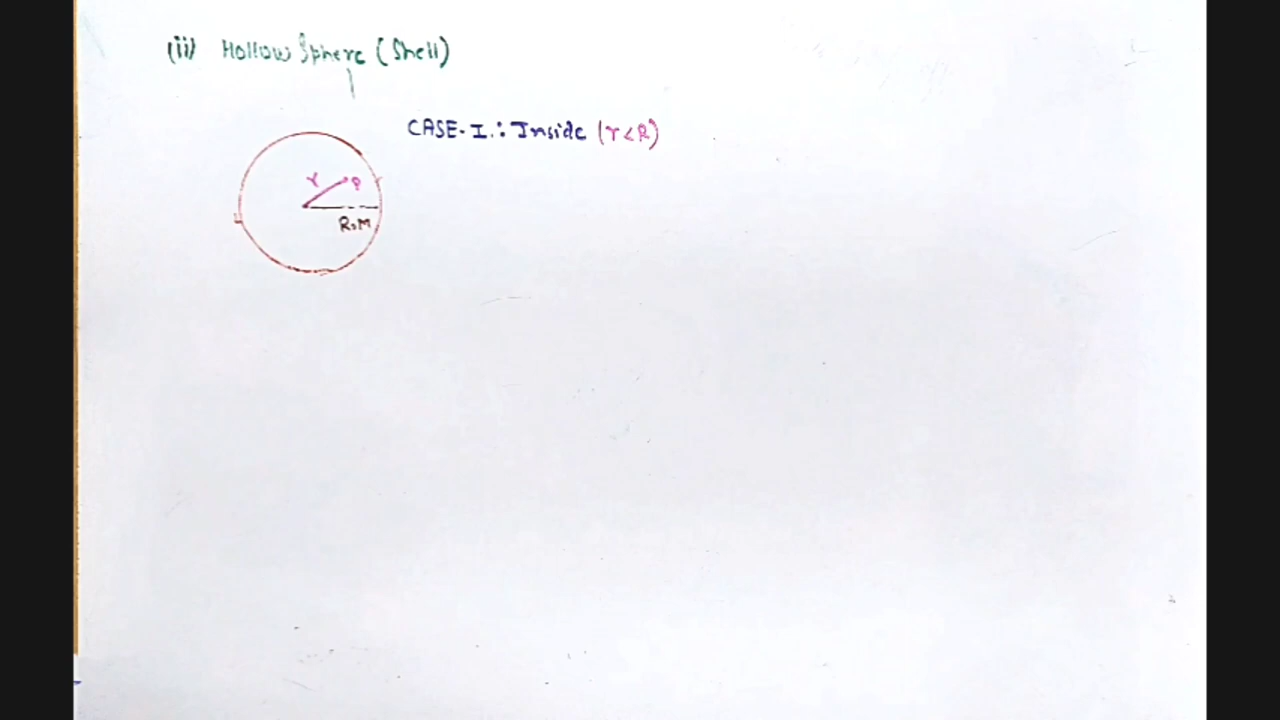 (ii) Hollow Sphere (Shell)
CASE-I.: Inside (r<R)
r P
R,M